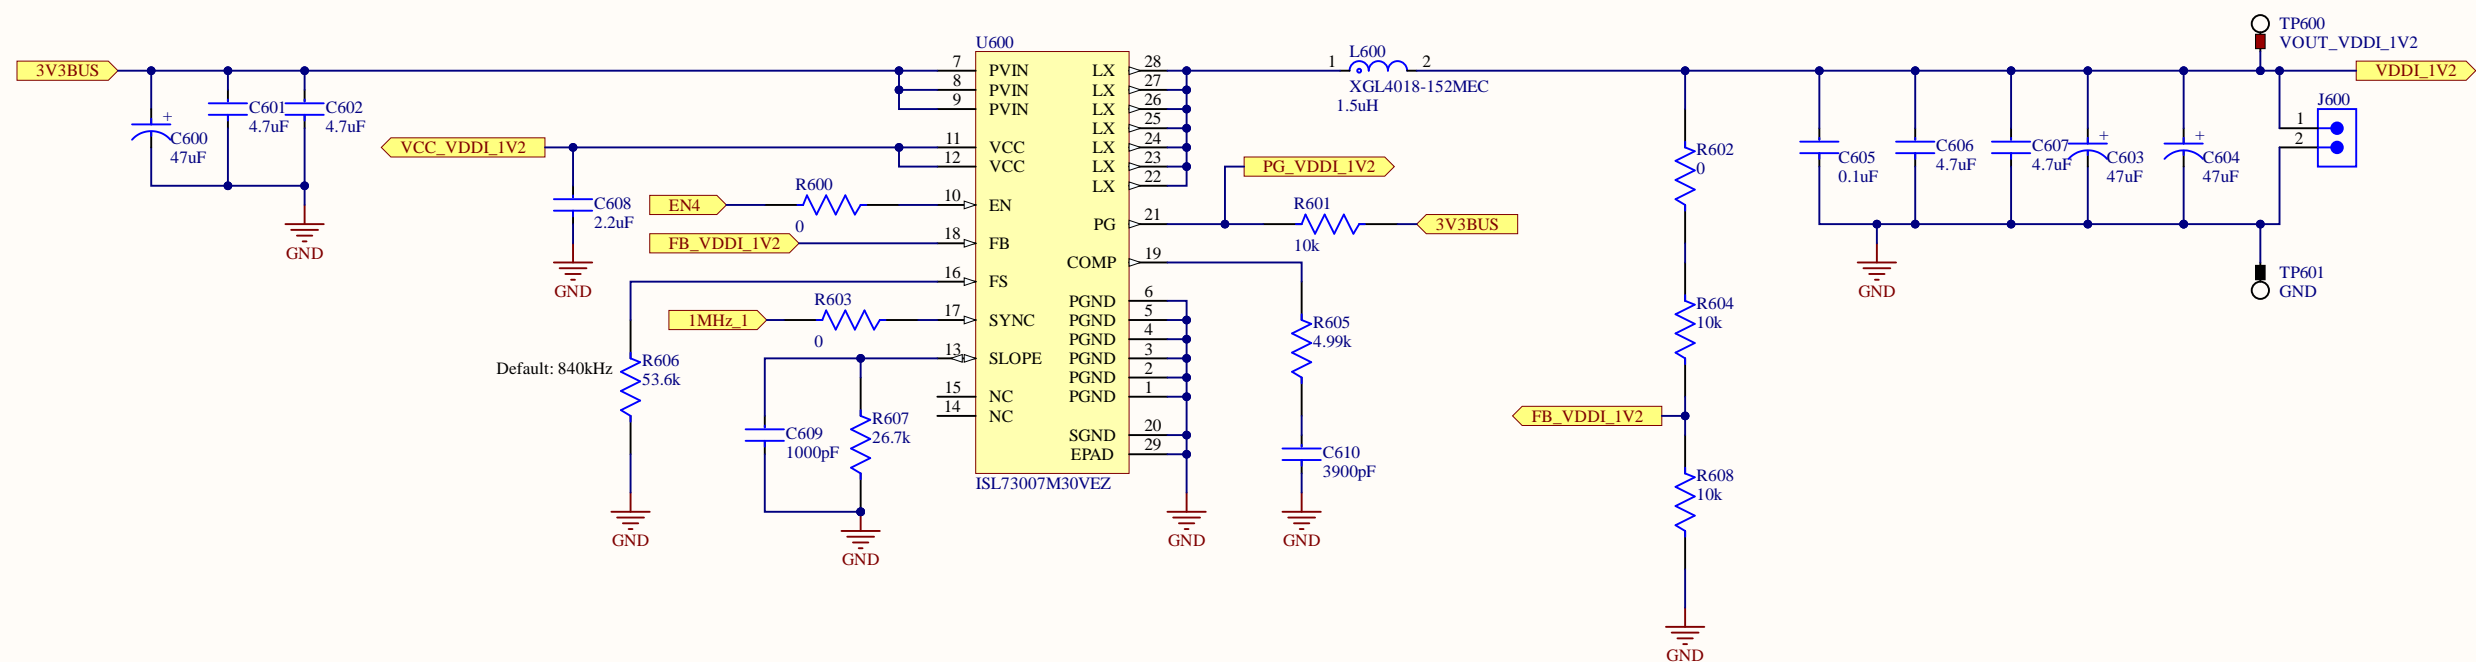 TP600
VOUT_VDDI_1V2
3V3BUS
C600
47uF
+
C601
4.7uF
C602
4.7uF
GND
VCC_VDDI_1V2
C608
2.2uF
GND
EN4
R600
0
FB_VDDI_1V2
1MHz_1
R603
0
Default: 840kHz
R606
53.6k
GND
C609
1000pF
R607
26.7k
GND
U600
7 PVIN
8 PVIN
9 PVIN
11 VCC
12 VCC
10 EN
18 FB
16 FS
17 SYNC
13 SLOPE
15 NC
14 NC
LX 28
LX 27
LX 26
LX 25
LX 24
LX 23
LX 22
PG 21
COMP 19
PGND 6
PGND 5
PGND 4
PGND 3
PGND 2
PGND 1
SGND 20
EPAD 29
ISL73007M30VEZ
GND
L600
1 2
XGL4018-152MEC
1.5uH
PG_VDDI_1V2
R601
10k
3V3BUS
R605
4.99k
C610
3900pF
GND
R602
0
R604
10k
FB_VDDI_1V2
R608
10k
GND
C605
0.1uF
C606
4.7uF
C607
4.7uF
+
C603
47uF
+
C604
47uF
GND
VDDI_1V2
J600
1
2
TP601
GND